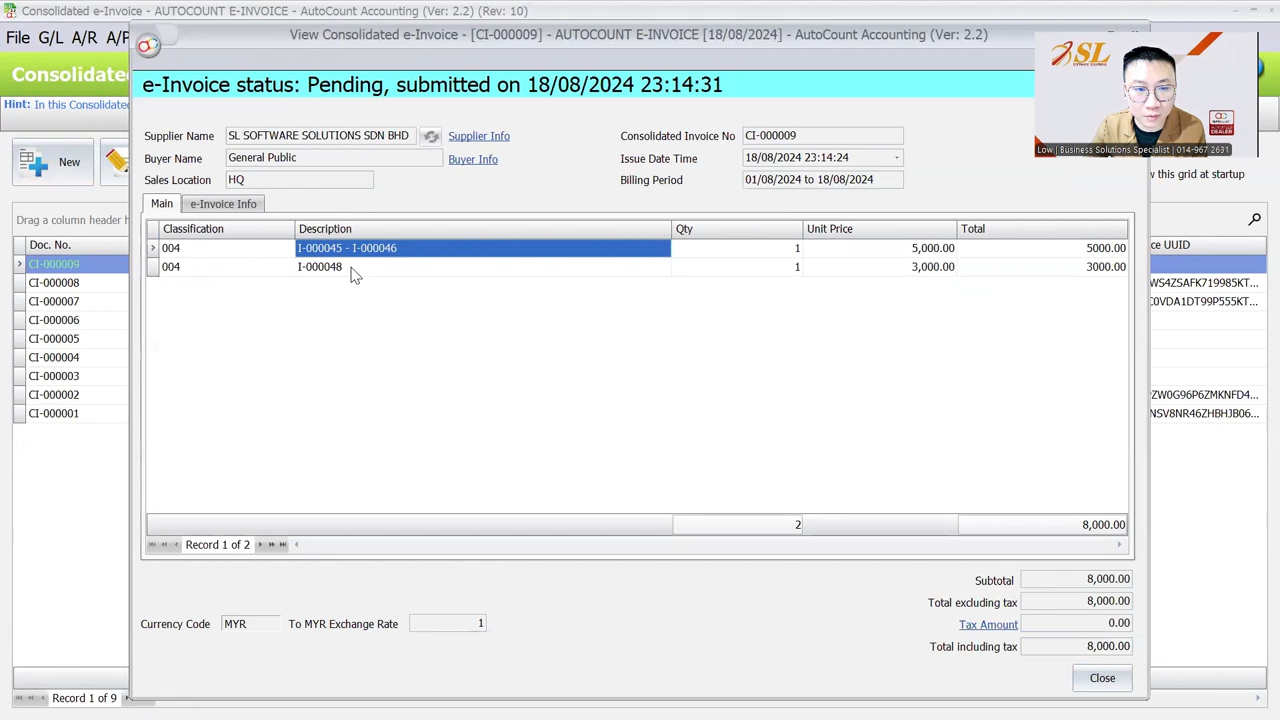 Consolidated e-Invoice - AUTOCOUNT E-INVOICE - AutoCount Accounting (Ver: 2.2) (Rev: 10)
File G/L A/R A/P
View Consolidated e-Invoice - [CI-000009] - AUTOCOUNT E-INVOICE [18/08/2024] - AutoCount Accounting (Ver: 2.2)
Consolidated
Hint: In this Consolidated
e-Invoice status: Pending, submitted on 18/08/2024 23:14:31
SL
Low | Business Solutions Specialist | 014-967 2631
New
w this grid at startup
Supplier Name SL SOFTWARE SOLUTIONS SDN BHD Supplier Info
Consolidated Invoice No CI-000009
Buyer Name General Public Buyer Info
Issue Date Time 18/08/2024 23:14:24
Sales Location HQ
Billing Period 01/08/2024 to 18/08/2024
Main e-Invoice Info
Drag a column header h
Classification Description Qty Unit Price Total
004 I-000045 - I-000046 1 5,000.00 5000.00
004 I-000048 1 3,000.00 3000.00
2 8,000.00
Record 1 of 2
Doc. No.
CI-000009
CI-000008
CI-000007
CI-000006
CI-000005
CI-000004
CI-000003
CI-000002
CI-000001
ce UUID
WS4ZSAFK719985KT...
C0VDA1DT99P555KT...
PZW0G96P6ZMKNFD4...
NSV8NR46ZHBHJB06...
Subtotal 8,000.00
Total excluding tax 8,000.00
Currency Code MYR To MYR Exchange Rate 1
Tax Amount 0.00
Total including tax 8,000.00
Close
Record 1 of 9